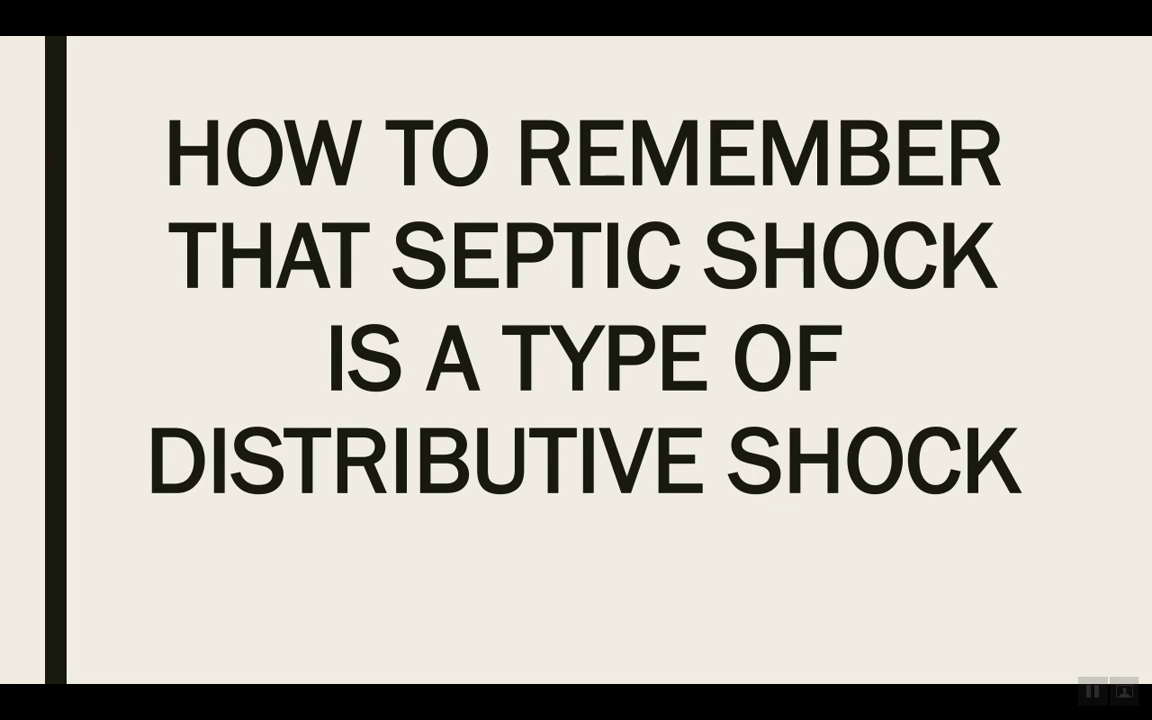 HOW TO REMEMBER
THAT SEPTIC SHOCK
IS A TYPE OF
DISTRIBUTIVE SHOCK